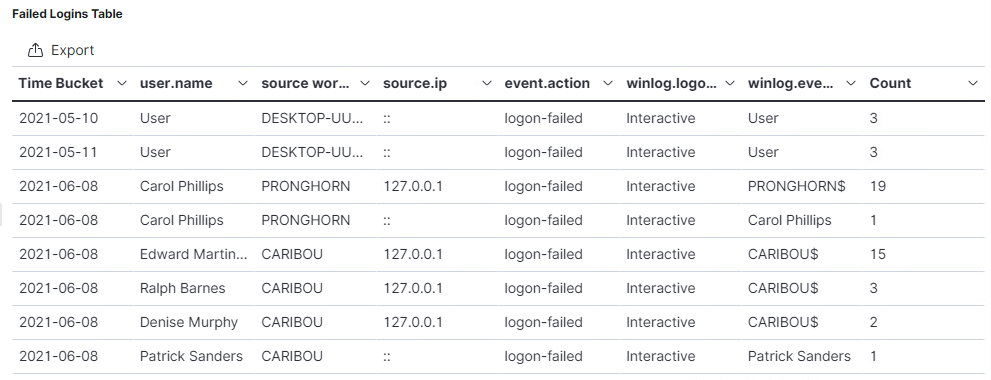 Failed Logins Table
Export
Time Bucket user.name source wor... source.ip event.action winlog.logo... winlog.eve... Count
2021-05-10 User DESKTOP-UU... :: logon-failed Interactive User 3
2021-05-11 User DESKTOP-UU... :: logon-failed Interactive User 3
2021-06-08 Carol Phillips PRONGHORN 127.0.0.1 logon-failed Interactive PRONGHORN$ 19
2021-06-08 Carol Phillips PRONGHORN :: logon-failed Interactive Carol Phillips 1
2021-06-08 Edward Martin... CARIBOU 127.0.0.1 logon-failed Interactive CARIBOU$ 15
2021-06-08 Ralph Barnes CARIBOU 127.0.0.1 logon-failed Interactive CARIBOU$ 3
2021-06-08 Denise Murphy CARIBOU 127.0.0.1 logon-failed Interactive CARIBOU$ 2
2021-06-08 Patrick Sanders CARIBOU :: logon-failed Interactive Patrick Sanders 1